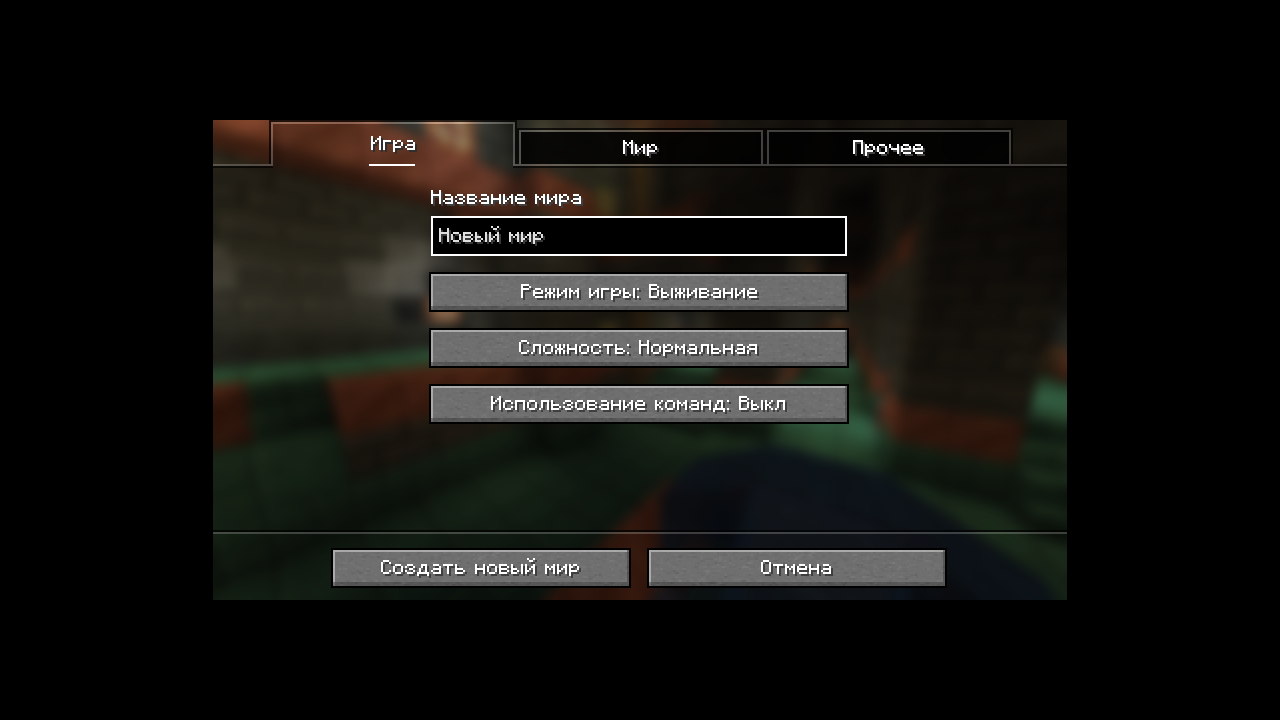 Игра
Мир
Прочее
Название мира
Новый мир
Режим игры: Выживание
Сложность: Нормальная
Использование команд: Выкл
Создать новый мир
Отмена